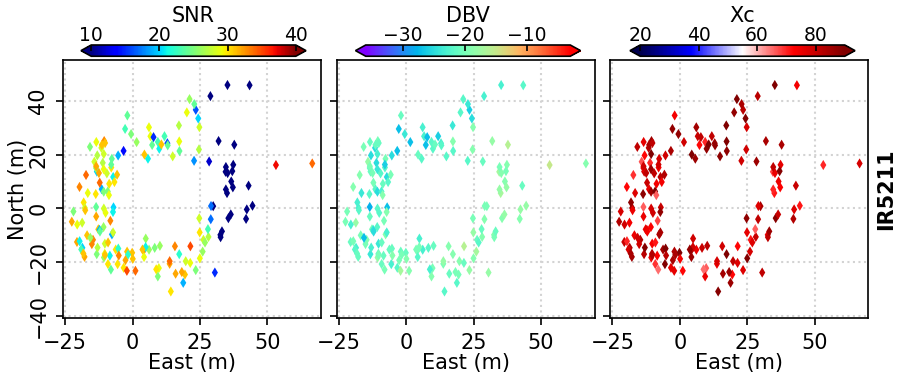 SNR DBV Xc
10 20 30 40 −30 −20 −10 20 40 60 80
40
20
0
−20
−40
North (m)
−25 0 25 50 −25 0 25 50 −25 0 25 50
East (m) East (m) East (m)
IR5211